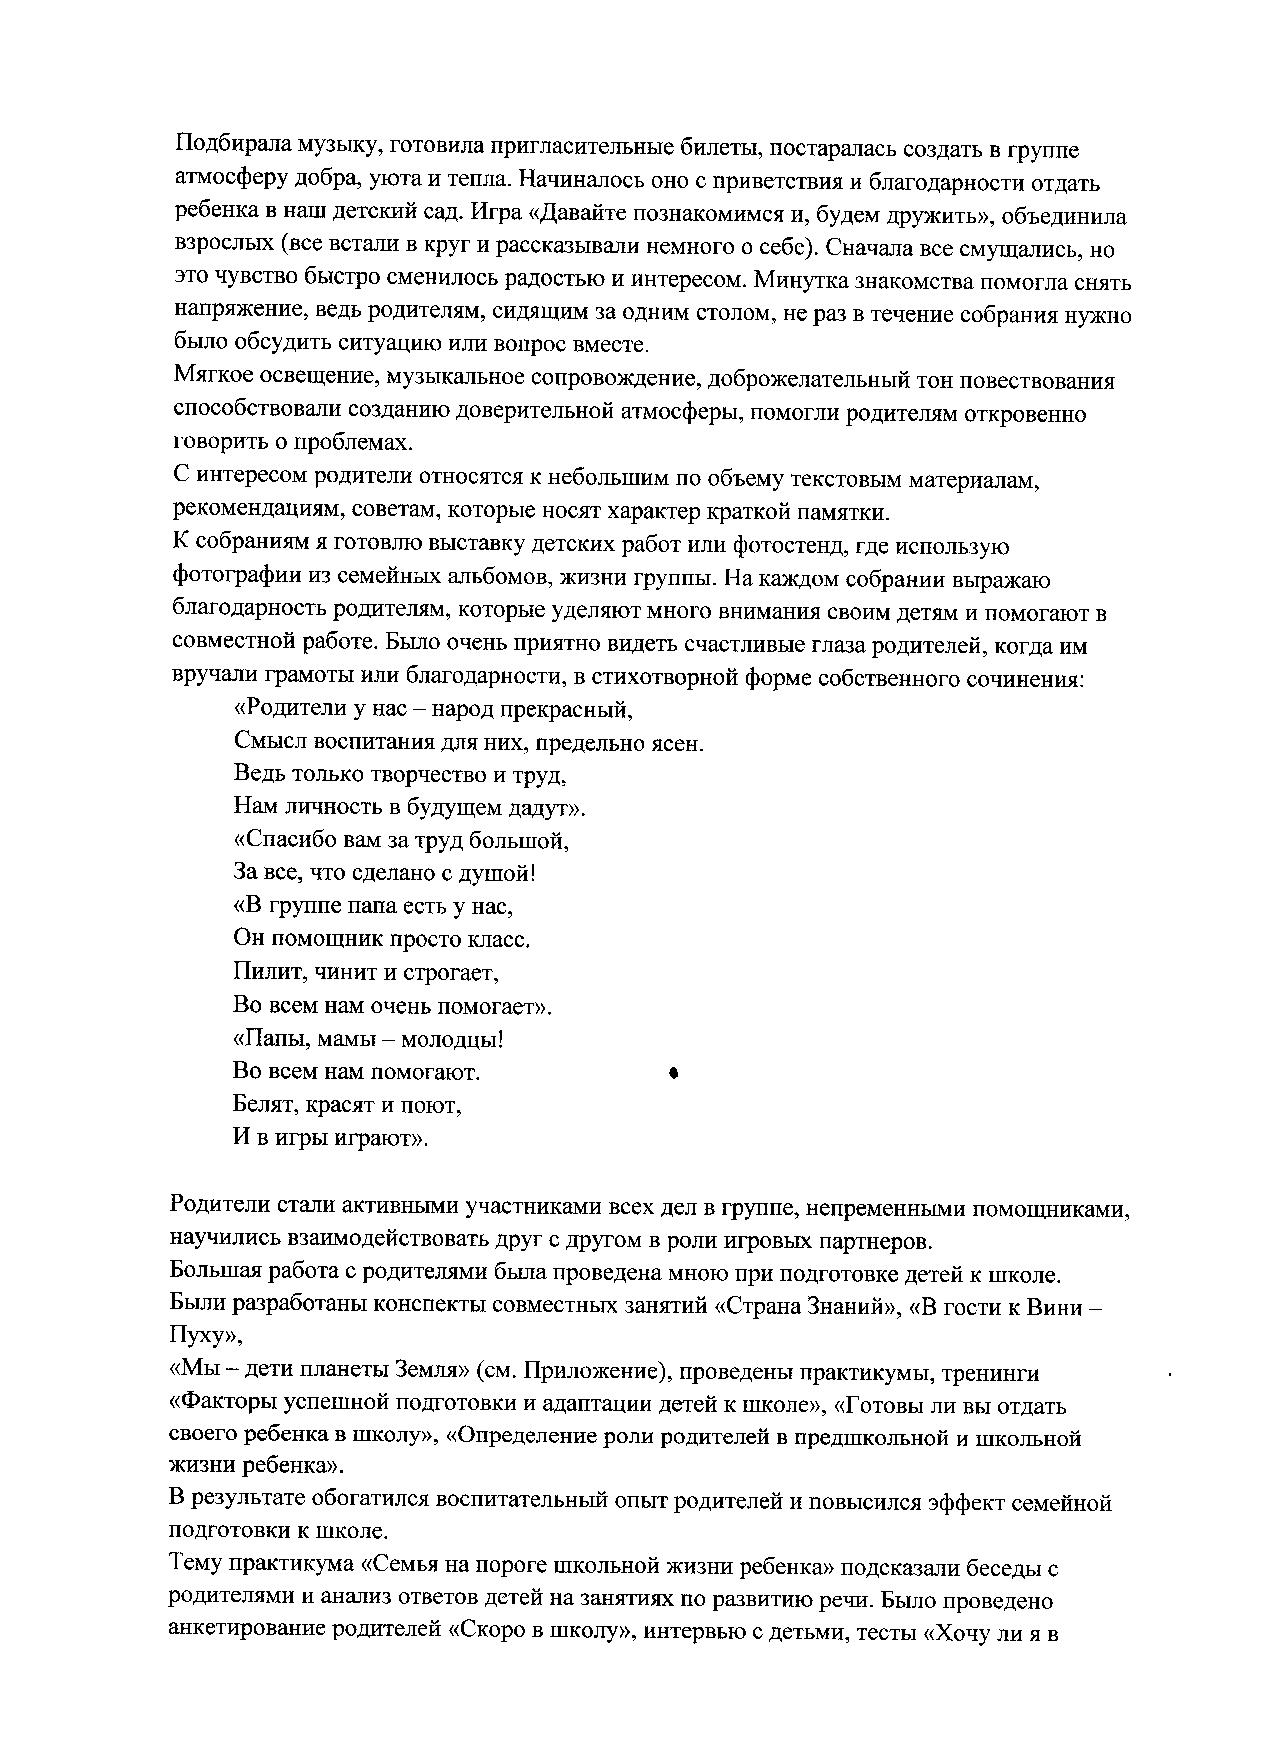 Подбирала музыку, готовила пригласительные билеты, постаралась создать в группе
атмосферу добра, уюта и тепла. Начиналось оно с приветствия и благодарности отдать
ребенка в наш детский сад. Игра «Давайте познакомимся и, будем дружить», объединила
взрослых (все встали в круг и рассказывали немного о себе). Сначала все смущались, но
это чувство быстро сменилось радостью и интересом. Минутка знакомства помогла снять
напряжение, ведь родителям, сидящим за одним столом, не раз в течение собрания нужно
было обсудить ситуацию или вопрос вместе.
Мягкое освещение, музыкальное сопровождение, доброжелательный тон повествования
способствовали созданию доверительной атмосферы, помогли родителям откровенно
говорить о проблемах.
С интересом родители относятся к небольшим по объему текстовым материалам,
рекомендациям, советам, которые носят характер краткой памятки.
К собраниям я готовлю выставку детских работ или фотостенд, где использую
фотографии из семейных альбомов, жизни группы. На каждом собрании выражаю
благодарность родителям, которые уделяют много внимания своим детям и помогают в
совместной работе. Было очень приятно видеть счастливые глаза родителей, когда им
вручали грамоты или благодарности, в стихотворной форме собственного сочинения:
«Родители у нас – народ прекрасный,
Смысл воспитания для них, предельно ясен.
Ведь только творчество и труд,
Нам личность в будущем дадут».
«Спасибо вам за труд большой,
За все, что сделано с душой!
«В группе папа есть у нас,
Он помощник просто класс.
Пилит, чинит и строгает,
Во всем нам очень помогает».
«Папы, мамы – молодцы!
Во всем нам помогают.
Белят, красят и поют,
И в игры играют».
Родители стали активными участниками всех дел в группе, непременными помощниками,
научились взаимодействовать друг с другом в роли игровых партнеров.
Большая работа с родителями была проведена мною при подготовке детей к школе.
Были разработаны конспекты совместных занятий «Страна Знаний», «В гости к Вини –
Пуху»,
«Мы – дети планеты Земля» (см. Приложение), проведены практикумы, тренинги
«Факторы успешной подготовки и адаптации детей к школе», «Готовы ли вы отдать
своего ребенка в школу», «Определение роли родителей в предшкольной и школьной
жизни ребенка».
В результате обогатился воспитательный опыт родителей и повысился эффект семейной
подготовки к школе.
Тему практикума «Семья на пороге школьной жизни ребенка» подсказали беседы с
родителями и анализ ответов детей на занятиях по развитию речи. Было проведено
анкетирование родителей «Скоро в школу», интервью с детьми, тесты «Хочу ли я в